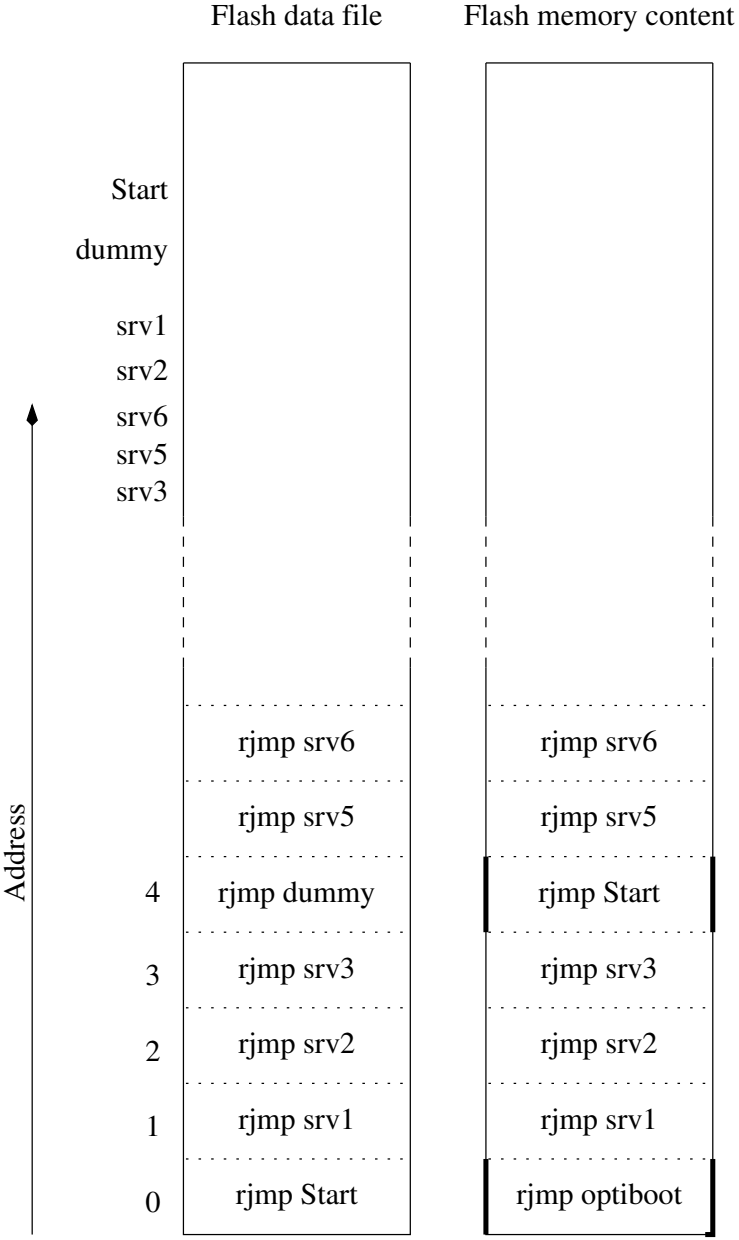 Flash data file Flash memory content
Start
dummy
srv1
srv2
srv6
srv5
srv3
rjmp srv6 rjmp srv6
rjmp srv5 rjmp srv5
4 rjmp dummy rjmp Start
3 rjmp srv3 rjmp srv3
2 rjmp srv2 rjmp srv2
1 rjmp srv1 rjmp srv1
0 rjmp Start rjmp optiboot
Address